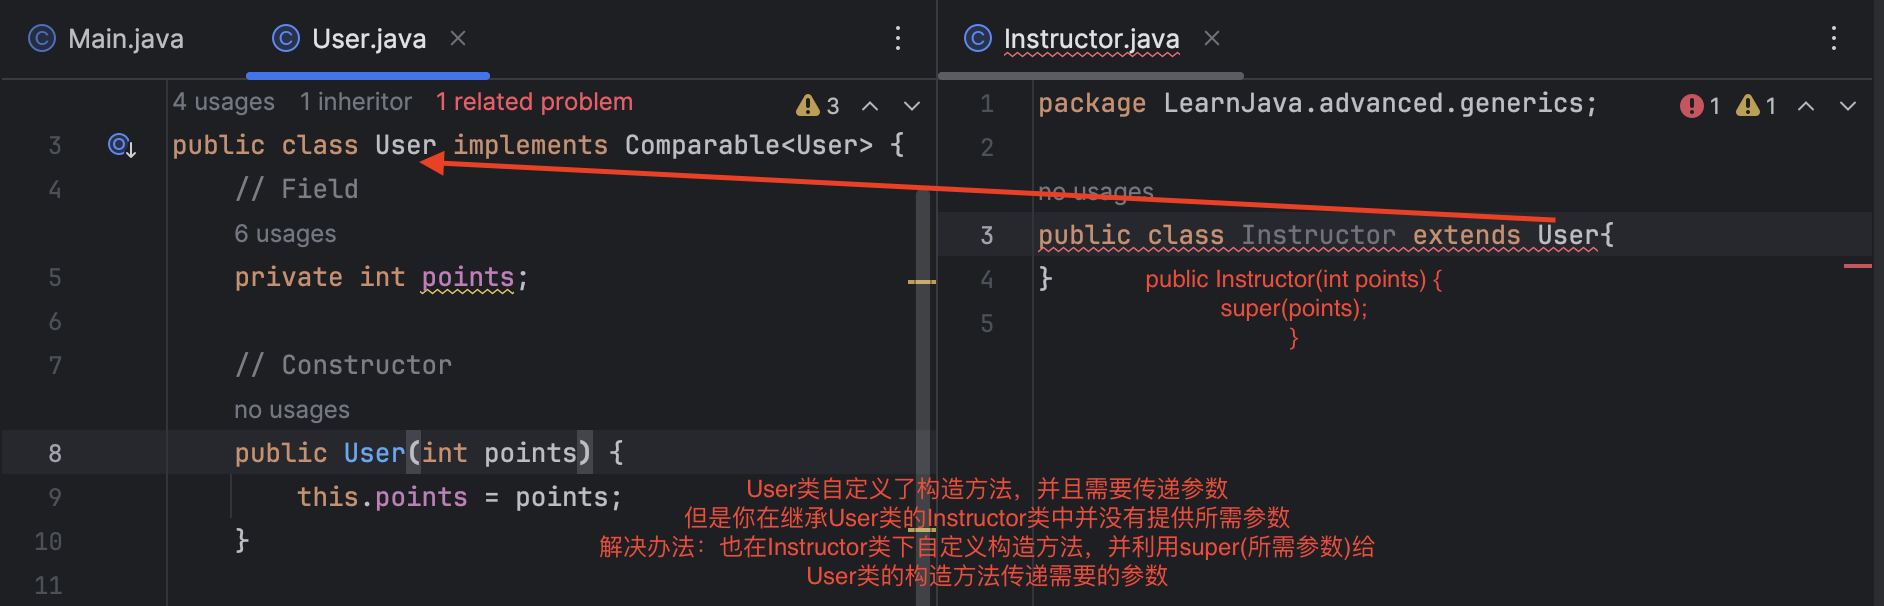 Main.java
User.java
4 usages 1 inheritor 1 related problem
3
3 public class User implements Comparable<User> {
4 // Field
6 usages
5 private int points;
6
7 // Constructor
no usages
8 public User(int points) {
9 this.points = points;
10 }
11
Instructor.java
1 package LearnJava.advanced.generics;
1 1
2
no usages
3 public class Instructor extends User{
4 }
5
public Instructor(int points) {
super(points);
}
User类自定义了构造方法，并且需要传递参数
但是你在继承User类的Instructor类中并没有提供所需参数
解决办法：也在Instructor类下自定义构造方法，并利用super(所需参数)给
User类的构造方法传递需要的参数